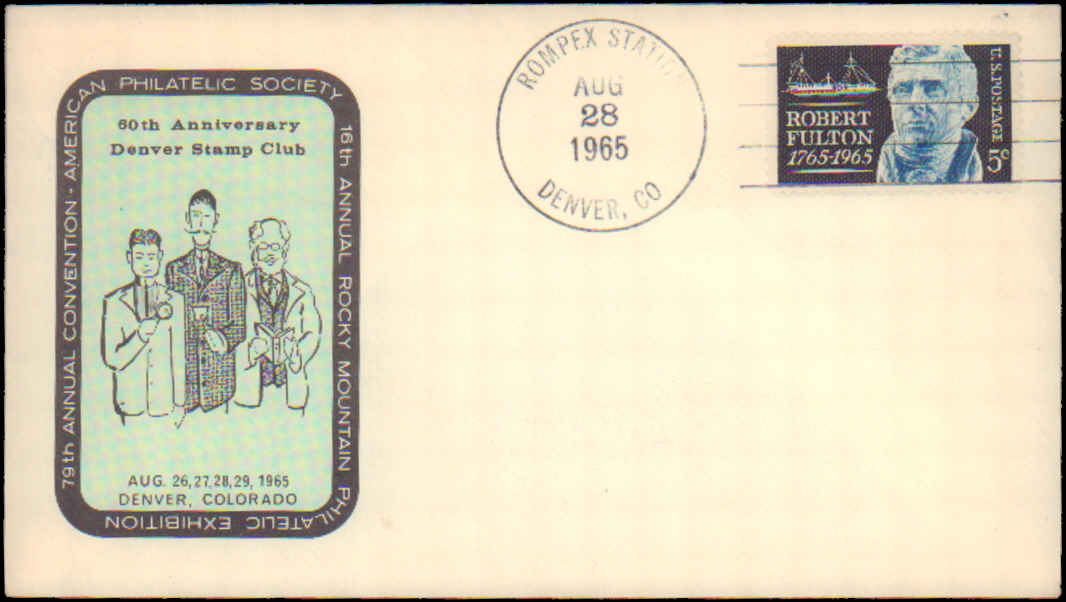 79th ANNUAL CONVENTION - AMERICAN PHILATELIC SOCIETY
16th ANNUAL ROCKY MOUNTAIN PHILATELIC EXHIBITION
60th Anniversary
Denver Stamp Club
AUG. 26,27,28,29, 1965
DENVER, COLORADO
ROMPEX STATION
AUG
28
1965
DENVER, CO
ROBERT
FULTON
1765-1965
U.S. POSTAGE
5c